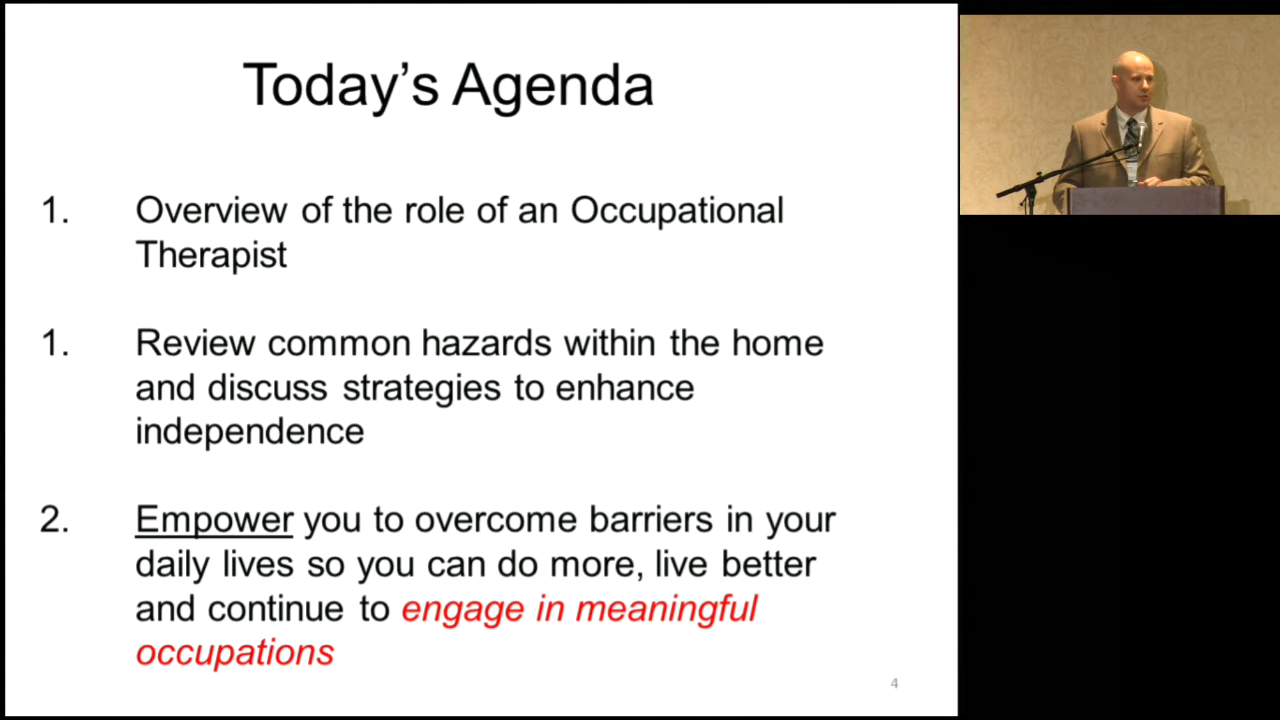 Today’s Agenda
1. Overview of the role of an Occupational
Therapist
1. Review common hazards within the home
and discuss strategies to enhance
independence
2. Empower you to overcome barriers in your
daily lives so you can do more, live better
and continue to engage in meaningful
occupations
4